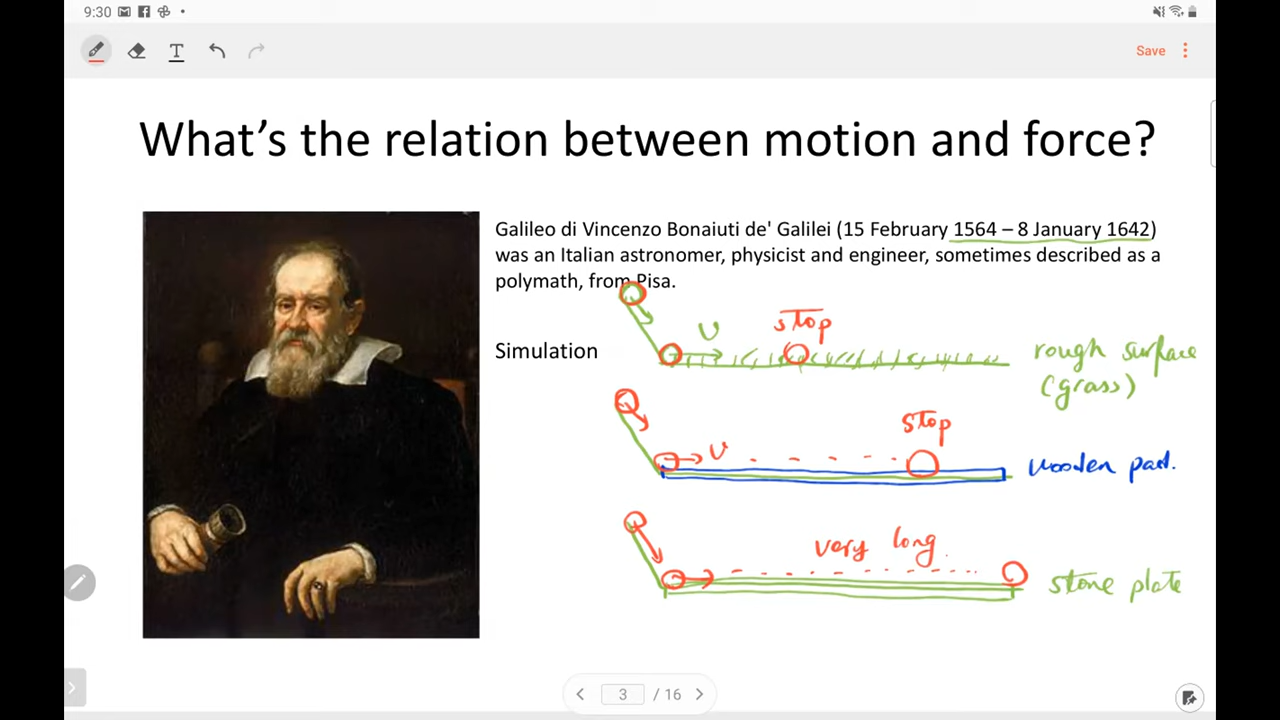 9:30
Save
What's the relation between motion and force?
Galileo di Vincenzo Bonaiuti de' Galilei (15 February 1564 – 8 January 1642)
was an Italian astronomer, physicist and engineer, sometimes described as a
polymath, from Pisa.
stop
v
Simulation
rough surface
(grass)
stop
v
wooden pad.
very long.
stone plate
3 / 16